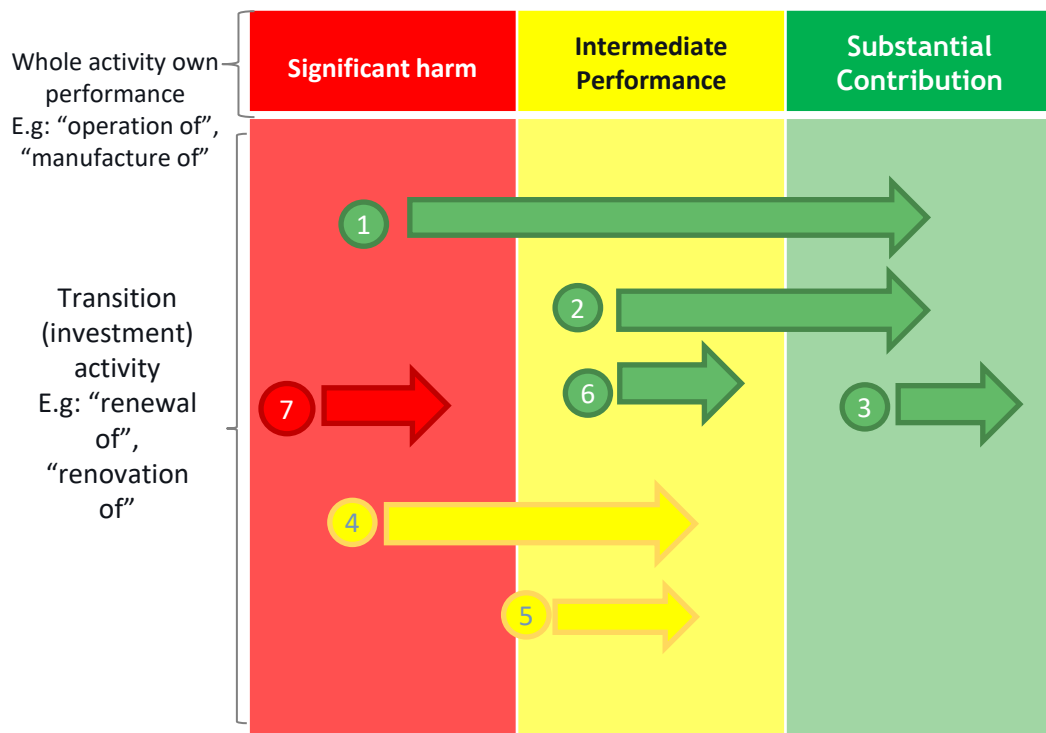 Whole activity own
performance
E.g: “operation of”,
“manufacture of”
Significant harm
Intermediate
Performance
Substantial
Contribution
Transition
(investment)
activity
E.g: “renewal
of”,
“renovation
of”
1
2
6
3
7
4
5